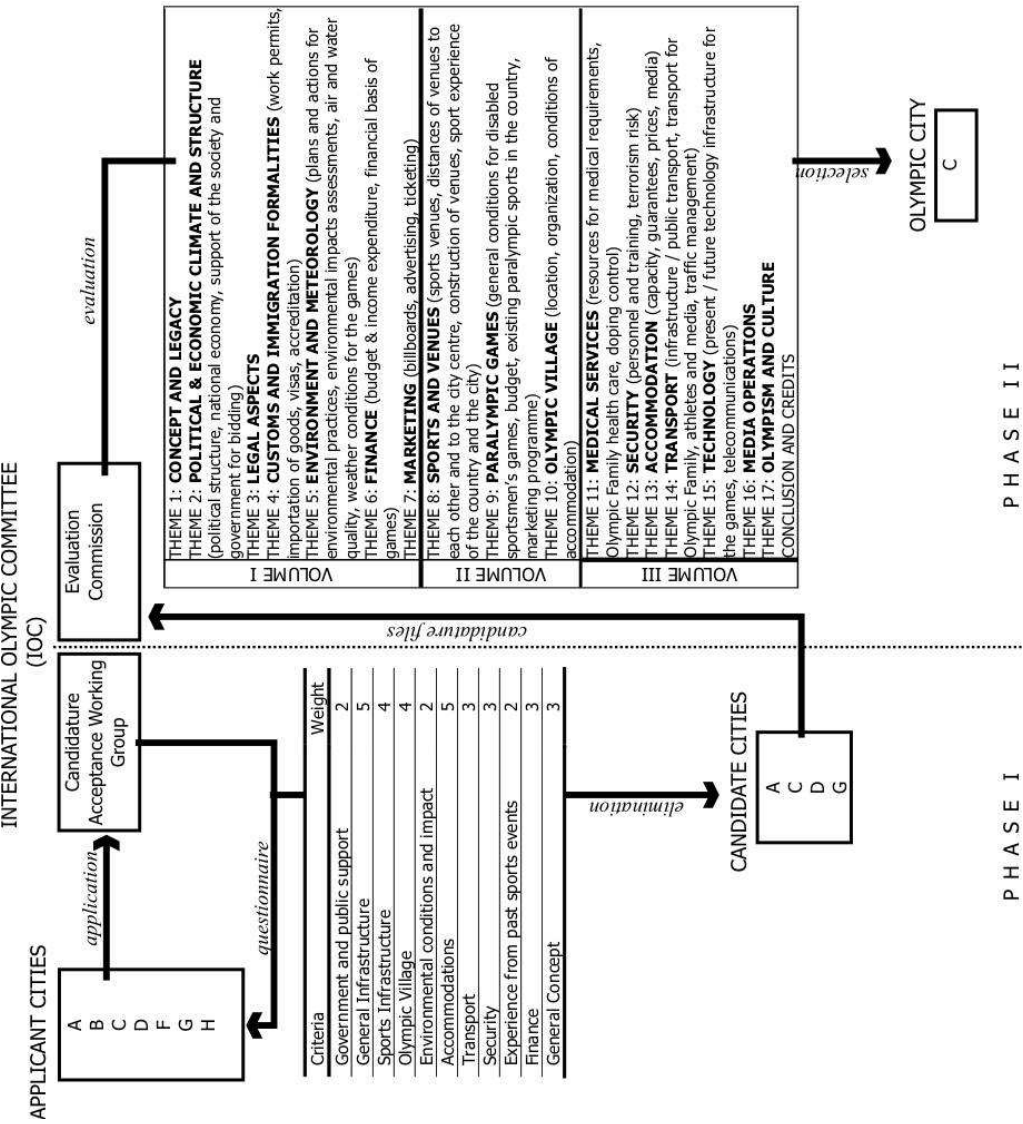 INTERNATIONAL OLYMPIC COMMITTEE
(IOC)
APPLICANT CITIES
A
B
C
D
F
G
H
application
Candidature
Acceptance Working
Group
questionnaire
Criteria Weight
Government and public support 2
General Infrastructure 5
Sports Infrastructure 4
Olympic Village 4
Environmental conditions and impact 2
Accommodations 5
Transport 3
Security 3
Experience from past sports events 2
Finance 3
General Concept 3
elimination
CANDIDATE CITIES
A
C
D
G
PHASE I
candidature files
Evaluation
Commission
evaluation
VOLUME I
THEME 1: CONCEPT AND LEGACY
THEME 2: POLITICAL & ECONOMIC CLIMATE AND STRUCTURE
(political structure, national economy, support of the society and
government for bidding)
THEME 3: LEGAL ASPECTS
THEME 4: CUSTOMS AND IMMIGRATION FORMALITIES (work permits,
importation of goods, visas, accreditation)
THEME 5: ENVIRONMENT AND METEOROLOGY (plans and actions for
environmental practices, environmental impacts assessments, air and water
quality, weather conditions for the games)
THEME 6: FINANCE (budget & income expenditure, financial basis of
games)
THEME 7: MARKETING (billboards, advertising, ticketing)
VOLUME II
THEME 8: SPORTS AND VENUES (sports venues, distances of venues to
each other and to the city centre, construction of venues, sport experience
of the country and the city)
THEME 9: PARALYMPIC GAMES (general conditions for disabled
sportsmen's games, budget, existing paralympic sports in the country,
marketing programme)
THEME 10: OLYMPIC VILLAGE (location, organization, conditions of
accommodation)
VOLUME III
THEME 11: MEDICAL SERVICES (resources for medical requirements,
Olympic Family health care, doping control)
THEME 12: SECURITY (personnel and training, terrorism risk)
THEME 13: ACCOMMODATION (capacity, guarantees, prices, media)
THEME 14: TRANSPORT (infrastructure / public transport, transport for
Olympic Family, athletes and media, traffic management)
THEME 15: TECHNOLOGY (present / future technology infrastructure for
the games, telecommunications)
THEME 16: MEDIA OPERATIONS
THEME 17: OLYMPISM AND CULTURE
CONCLUSION AND CREDITS
selection
OLYMPIC CITY
C
PHASE II